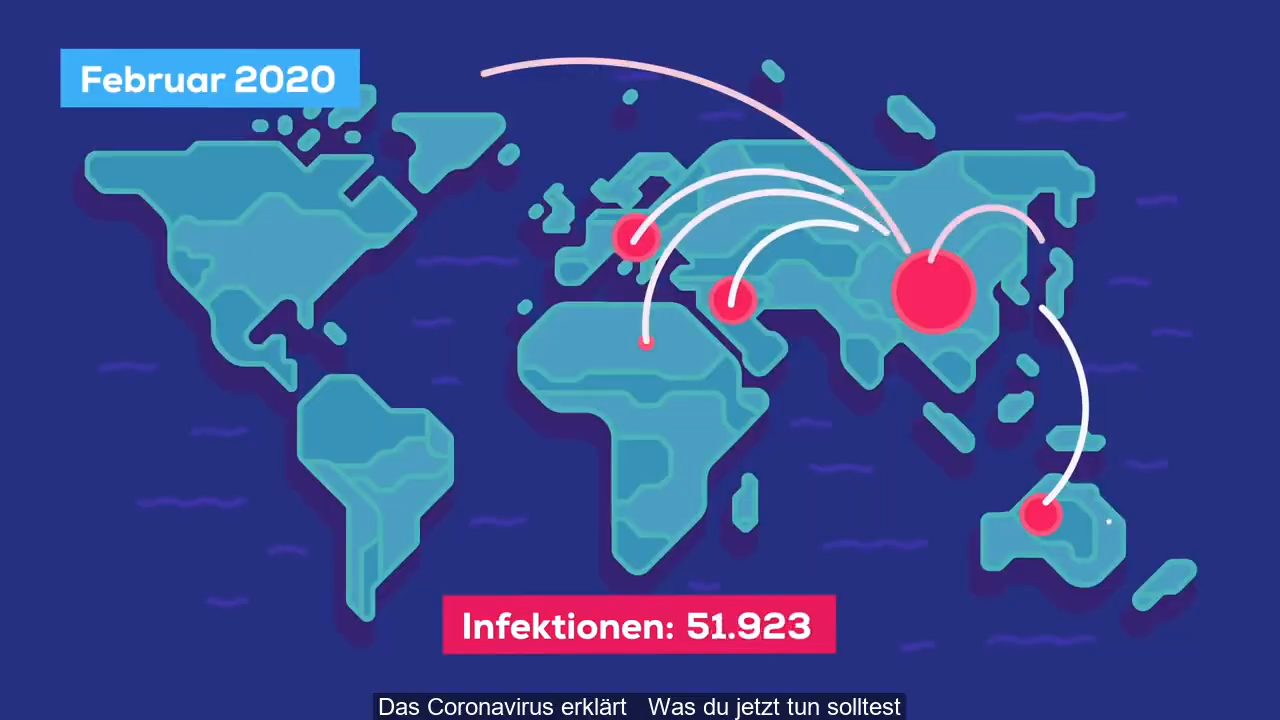 Februar 2020
Infektionen: 51.923
Das Coronavirus erklärt   Was du jetzt tun solltest